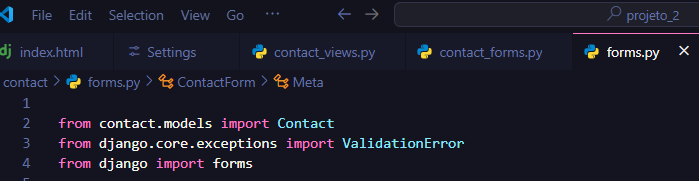 File Edit Selection View Go ... projeto_2
index.html Settings contact_views.py contact_forms.py forms.py
contact > forms.py > ContactForm > Meta
1
2 from contact.models import Contact
3 from django.core.exceptions import ValidationError
4 from django import forms